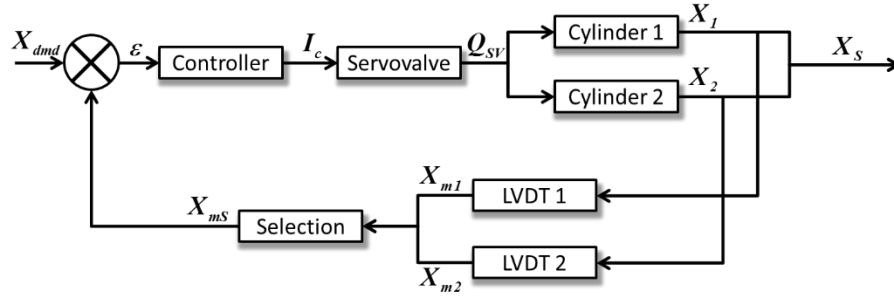 X_dmd
ε
Controller
I_c
Servovalve
Q_SV
Cylinder 1
X_1
Cylinder 2
X_2
X_S
X_m1
LVDT 1
X_mS
Selection
X_m2
LVDT 2